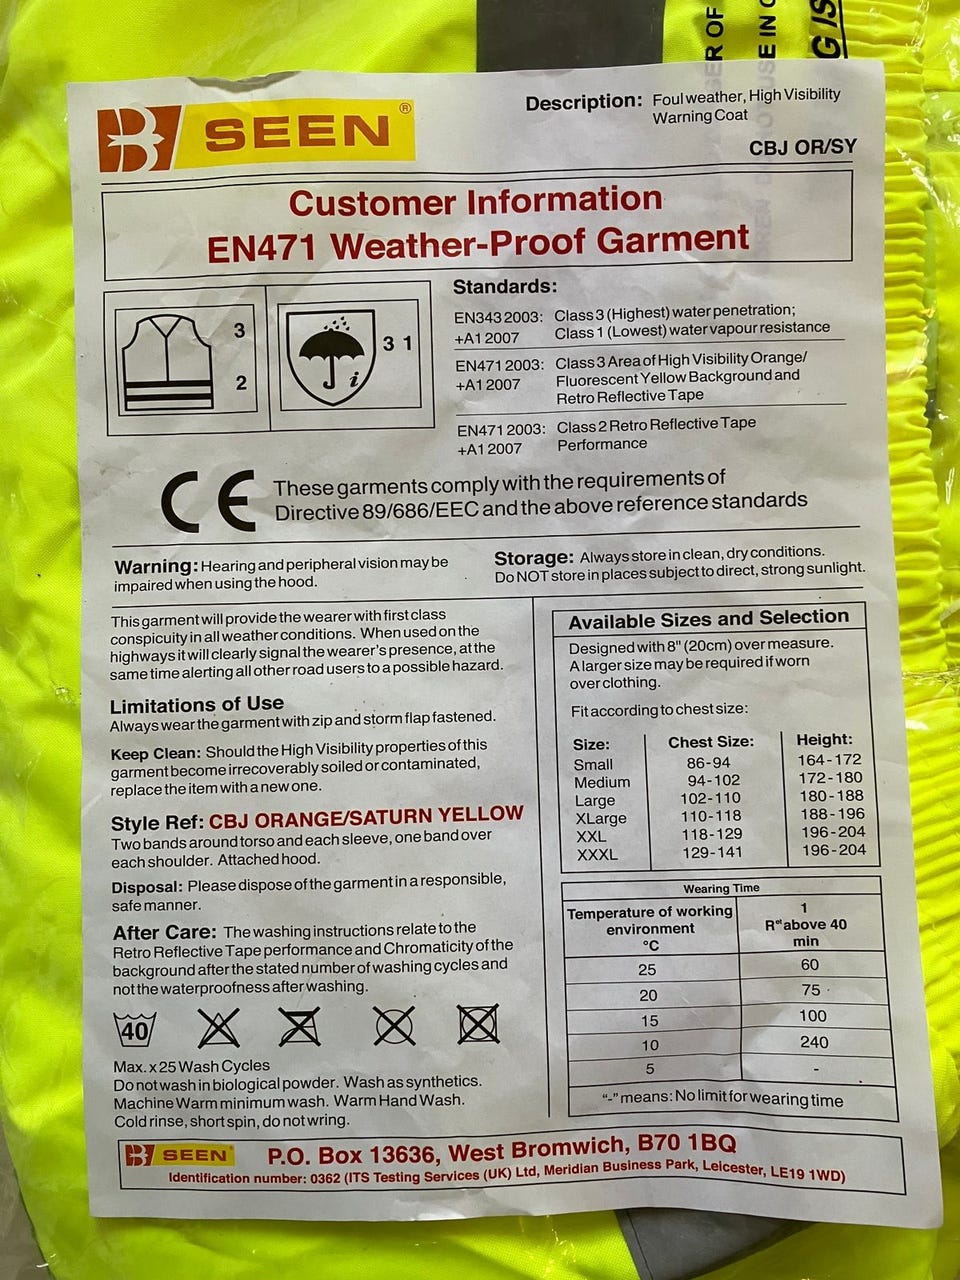 ER OF
E IN C
G IS
B SEEN®
Description: Foul weather, High Visibility
Warning Coat
CBJ OR/SY
Customer Information
EN471 Weather-Proof Garment
3
2
3 1
i
Standards:
EN343 2003: Class 3 (Highest) water penetration;
+A1 2007 Class 1 (Lowest) water vapour resistance
EN471 2003: Class 3 Area of High Visibility Orange/
+A1 2007 Fluorescent Yellow Background and
Retro Reflective Tape
EN471 2003: Class 2 Retro Reflective Tape
+A1 2007 Performance
CE These garments comply with the requirements of
Directive 89/686/EEC and the above reference standards
Warning: Hearing and peripheral vision may be
impaired when using the hood.
Storage: Always store in clean, dry conditions.
Do NOT store in places subject to direct, strong sunlight.
This garment will provide the wearer with first class
conspicuity in all weather conditions. When used on the
highways it will clearly signal the wearer's presence, at the
same time alerting all other road users to a possible hazard.
Limitations of Use
Always wear the garment with zip and storm flap fastened.
Keep Clean: Should the High Visibility properties of this
garment become irrecoverably soiled or contaminated,
replace the item with a new one.
Style Ref: CBJ ORANGE/SATURN YELLOW
Two bands around torso and each sleeve, one band over
each shoulder. Attached hood.
Disposal: Please dispose of the garment in a responsible,
safe manner.
After Care: The washing instructions relate to the
Retro Reflective Tape performance and Chromaticity of the
background after the stated number of washing cycles and
not the waterproofness after washing.
40
Max. x 25 Wash Cycles
Do not wash in biological powder. Wash as synthetics.
Machine Warm minimum wash. Warm Hand Wash.
Cold rinse, short spin, do not wring.
Available Sizes and Selection
Designed with 8" (20cm) over measure.
A larger size may be required if worn
over clothing.
Fit according to chest size:
Size: Chest Size: Height:
Small 86-94 164-172
Medium 94-102 172-180
Large 102-110 180-188
XLarge 110-118 188-196
XXL 118-129 196-204
XXXL 129-141 196-204
Wearing Time
Temperature of working 1
environment Ret above 40
°C min
25 60
20 75
15 100
10 240
5 -
"-" means: No limit for wearing time
B SEEN P.O. Box 13636, West Bromwich, B70 1BQ
Identification number: 0362 (ITS Testing Services (UK) Ltd, Meridian Business Park, Leicester, LE19 1WD)